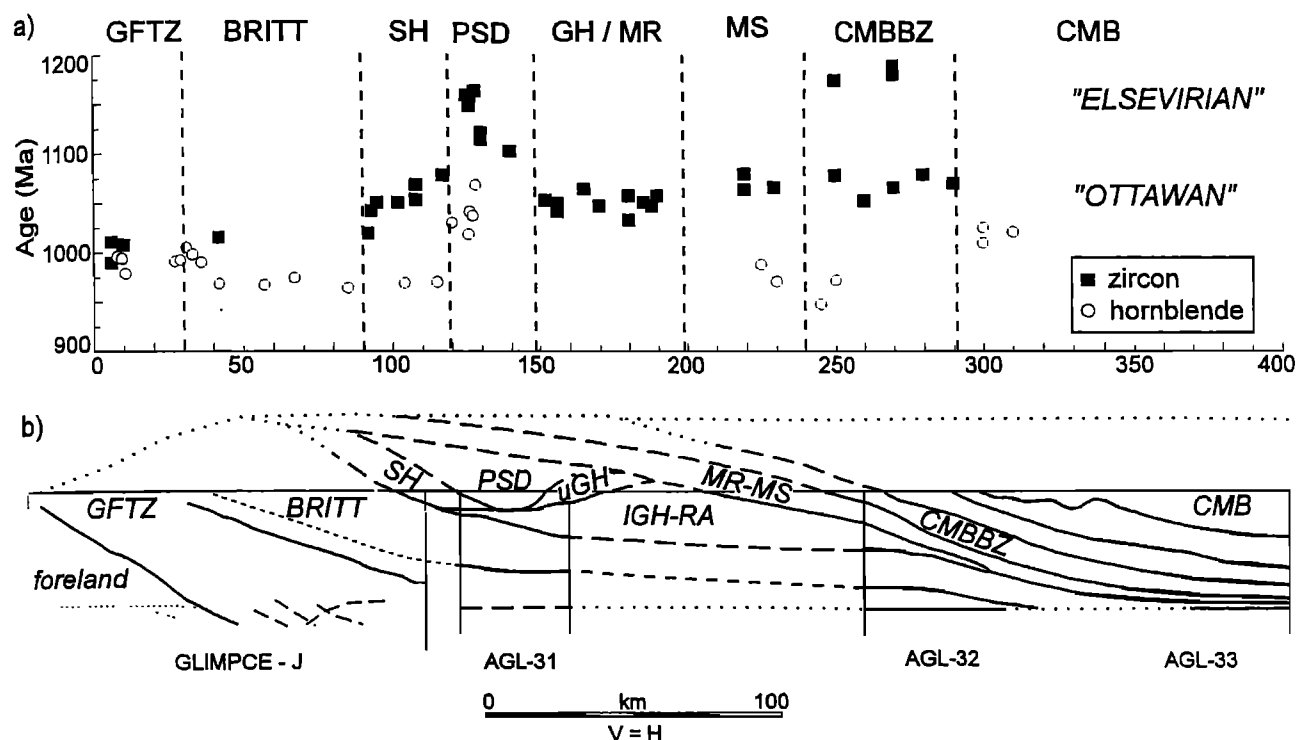 a)
GFTZ BRITT SH PSD GH / MR MS CMBBZ CMB
1200
1100
1000
900
Age (Ma)
"ELSEVIRIAN"
"OTTAWAN"
zircon
hornblende
0 50 100 150 200 250 300 350 400
b)
SH PSD uGH MR-MS
GFTZ BRITT IGH-RA CMBBZ CMB
foreland
GLIMPCE - J AGL-31 AGL-32 AGL-33
0 km 100
V = H